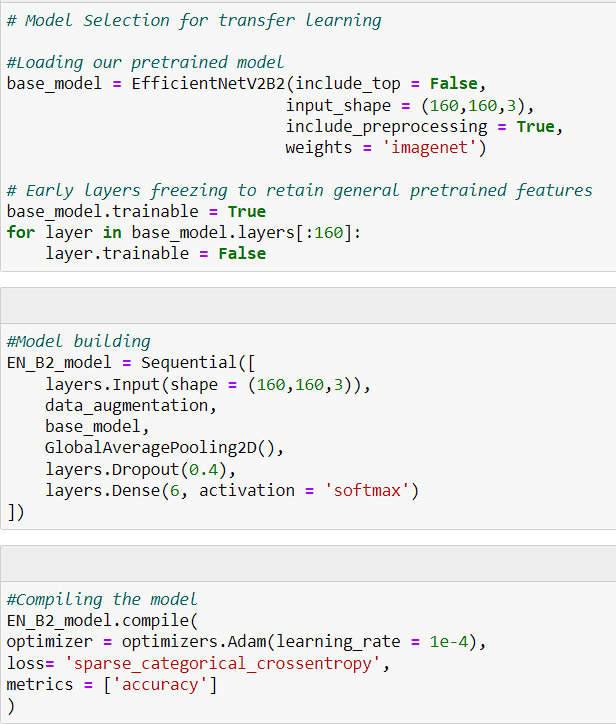 # Model Selection for transfer learning
#Loading our pretrained model
base_model = EfficientNetV2B2(include_top = False,
                             input_shape = (160,160,3),
                             include_preprocessing = True,
                             weights = 'imagenet')
# Early layers freezing to retain general pretrained features
base_model.trainable = True
for layer in base_model.layers[:160]:
    layer.trainable = False
#Model building
EN_B2_model = Sequential([
    layers.Input(shape = (160,160,3)),
    data_augmentation,
    base_model,
    GlobalAveragePooling2D(),
    layers.Dropout(0.4),
    layers.Dense(6, activation = 'softmax')
])
#Compiling the model
EN_B2_model.compile(
optimizer = optimizers.Adam(learning_rate = 1e-4),
loss= 'sparse_categorical_crossentropy',
metrics = ['accuracy']
)